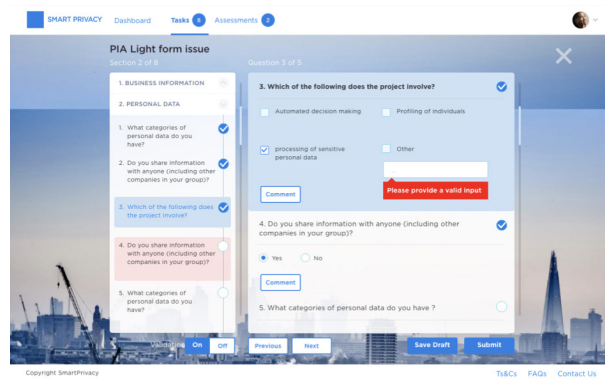 SMART PRIVACY
Dashboard
Tasks 8
Assessments 2
PIA Light form issue
Section 2 of 8
Question 3 of 5
1. BUSINESS INFORMATION
2. PERSONAL DATA
1. What categories of
personal data do you
have?
2. Do you share information
with anyone (including other
companies in your group)?
3. Which of the following does
the project involve?
4. Do you share information
with anyone (including other
companies in your group)?
5. What categories of
personal data do you
have?
3. Which of the following does the project involve?
Automated decision making
Profiling of individuals
processing of sensitive
personal data
Other
Please provide a valid input
Comment
4. Do you share information with anyone (including other
companies in your group)?
Yes
No
Comment
5. What categories of personal data do you have ?
Validating
On
Off
Previous
Next
Save Draft
Submit
Copyright SmartPrivacy
Ts&Cs
FAQs
Contact Us